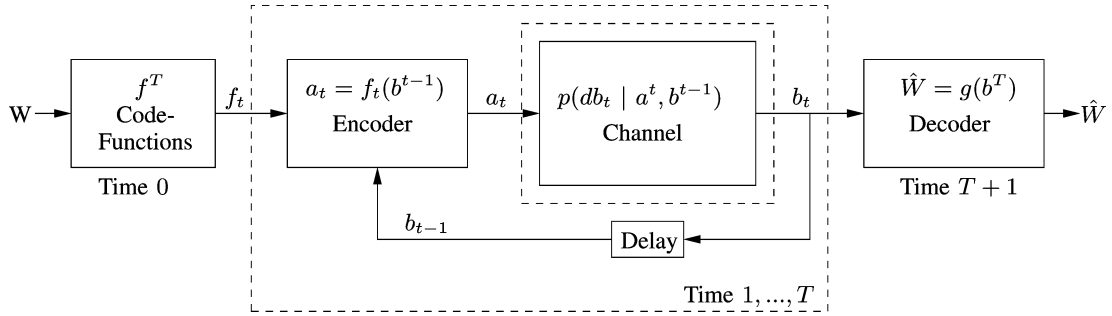 W
f^T
Code-
Functions
Time 0
f_t
a_t = f_t(b^{t-1})
Encoder
a_t
p(db_t | a^t, b^{t-1})
Channel
b_t
Ŵ = g(b^T)
Decoder
Time T + 1
Ŵ
b_{t-1}
Delay
Time 1, ..., T